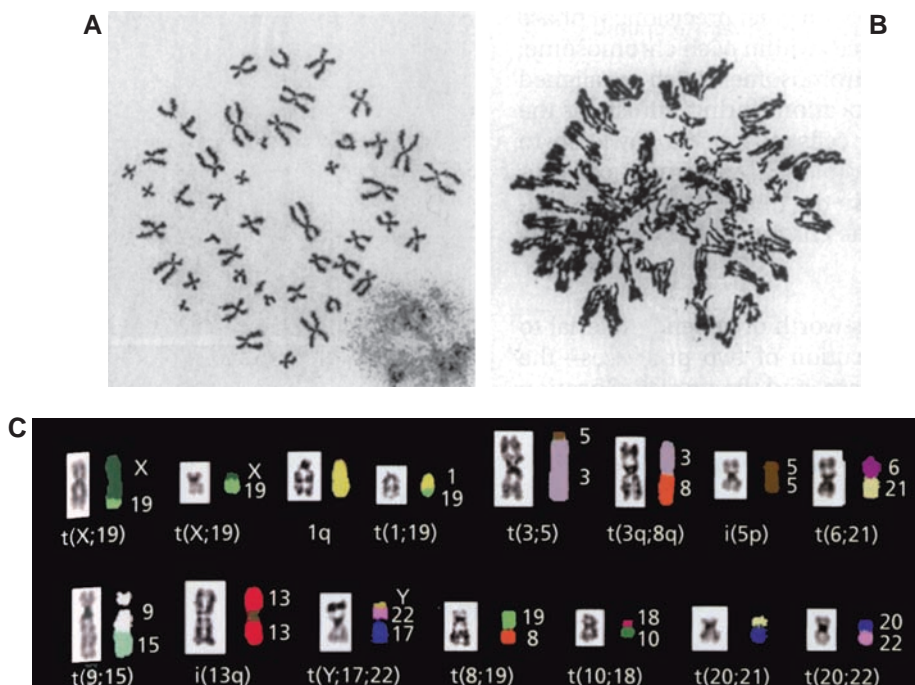 A
B
C
X
19
t(X;19)
X
19
t(X;19)
1q
1
19
t(1;19)
5
3
t(3;5)
3
8
t(3q;8q)
5
5
i(5p)
6
21
t(6;21)
9
15
t(9;15)
13
13
i(13q)
Y
22
17
t(Y;17;22)
19
8
t(8;19)
18
10
t(10;18)
t(20;21)
20
22
t(20;22)